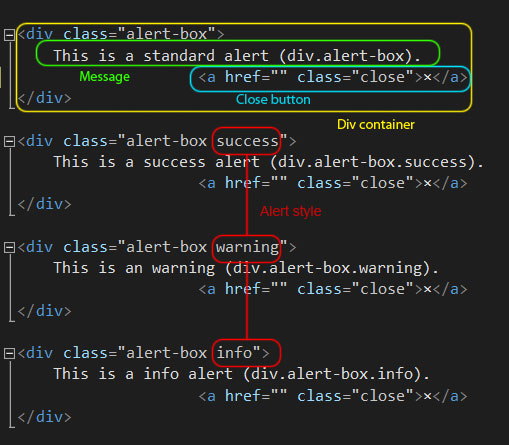 <div class="alert-box">
This is a standard alert (div.alert-box).
<a href="" class="close">×</a>
Message
Close button
</div>
Div container
<div class="alert-box success">
This is a success alert (div.alert-box.success).
<a href="" class="close">×</a>
</div>
Alert style
<div class="alert-box warning">
This is an warning (div.alert-box.warning).
<a href="" class="close">×</a>
</div>
<div class="alert-box info">
This is a info alert (div.alert-box.info).
<a href="" class="close">×</a>
</div>